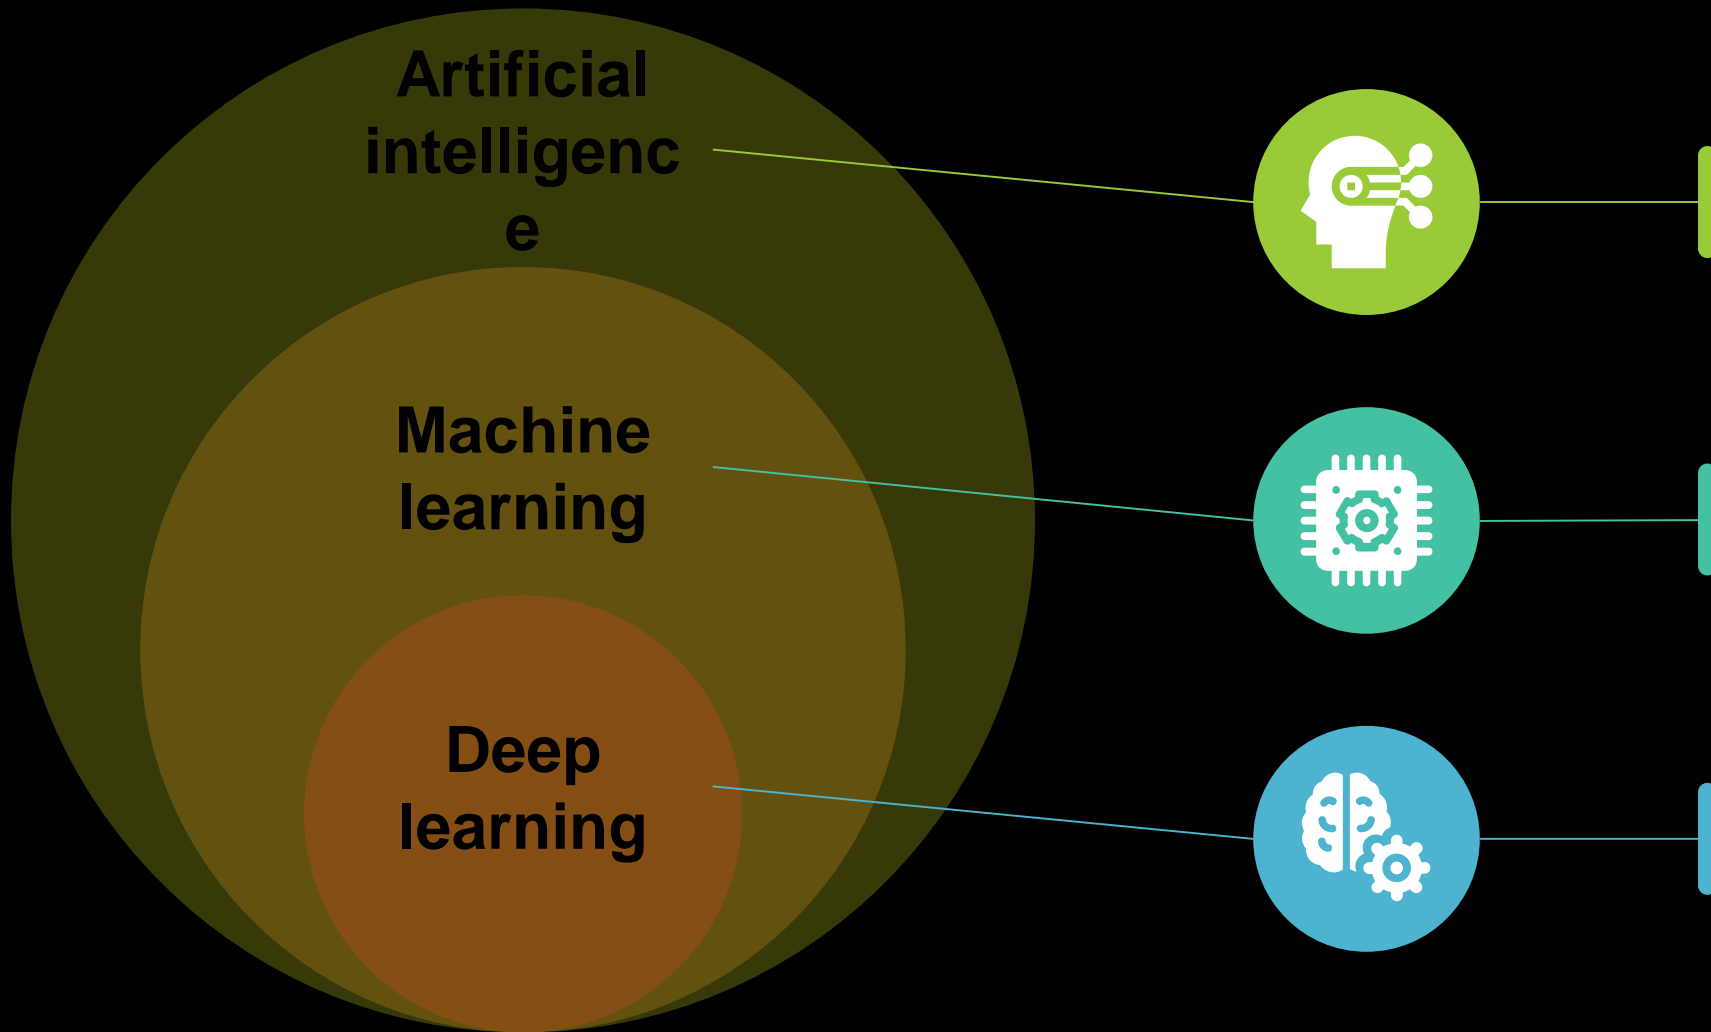 Artificial
intelligenc
e
Machine
learning
Deep
learning